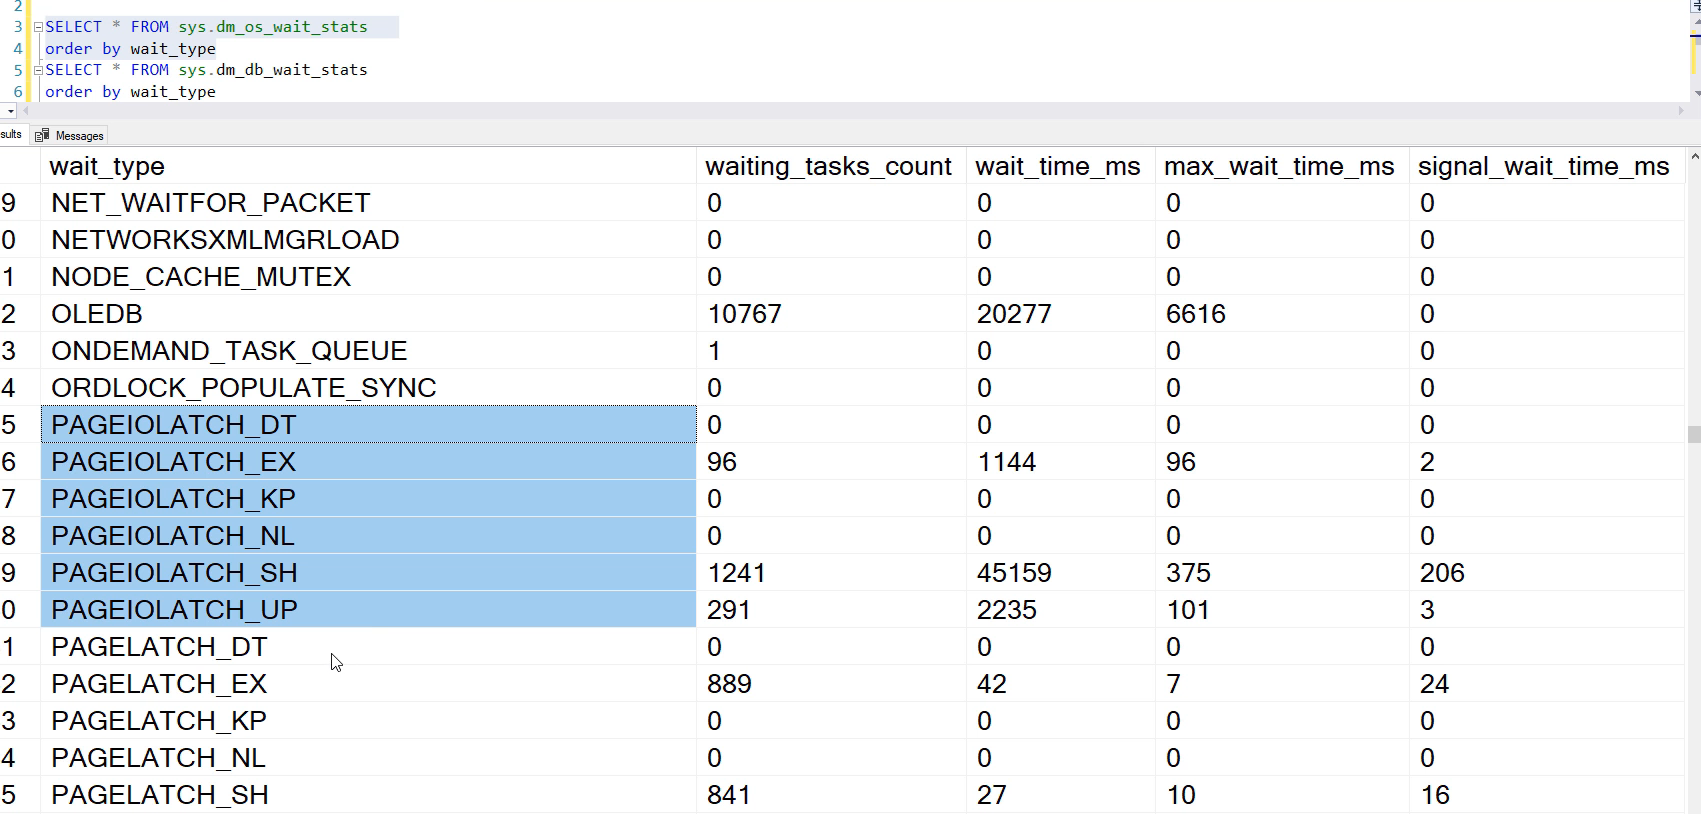 2
3 SELECT * FROM sys.dm_os_wait_stats
4 order by wait_type
5 SELECT * FROM sys.dm_db_wait_stats
6 order by wait_type
sults Messages
wait_type waiting_tasks_count wait_time_ms max_wait_time_ms signal_wait_time_ms
9 NET_WAITFOR_PACKET 0 0 0 0
0 NETWORKSXMLMGRLOAD 0 0 0 0
1 NODE_CACHE_MUTEX 0 0 0 0
2 OLEDB 10767 20277 6616 0
3 ONDEMAND_TASK_QUEUE 1 0 0 0
4 ORDLOCK_POPULATE_SYNC 0 0 0 0
5 PAGEIOLATCH_DT 0 0 0 0
6 PAGEIOLATCH_EX 96 1144 96 2
7 PAGEIOLATCH_KP 0 0 0 0
8 PAGEIOLATCH_NL 0 0 0 0
9 PAGEIOLATCH_SH 1241 45159 375 206
0 PAGEIOLATCH_UP 291 2235 101 3
1 PAGELATCH_DT 0 0 0 0
2 PAGELATCH_EX 889 42 7 24
3 PAGELATCH_KP 0 0 0 0
4 PAGELATCH_NL 0 0 0 0
5 PAGELATCH_SH 841 27 10 16